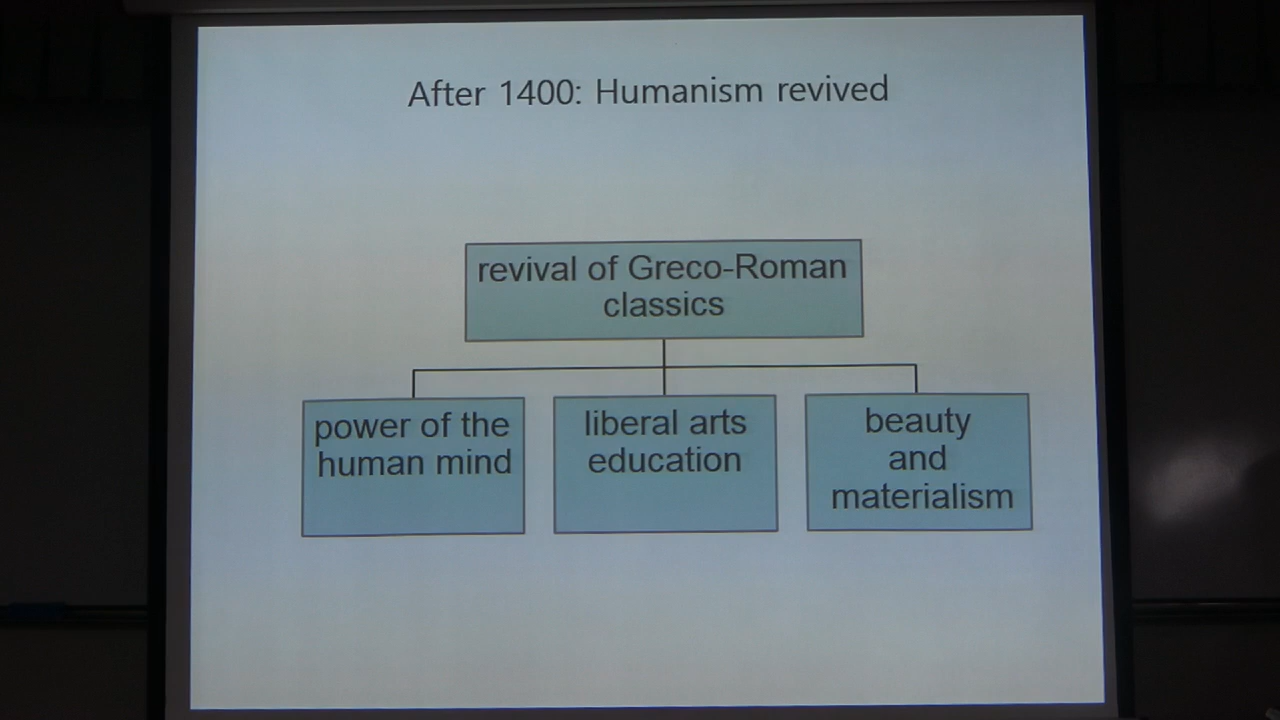 After 1400: Humanism revived
revival of Greco-Roman
classics
power of the
human mind
liberal arts
education
beauty
and
materialism